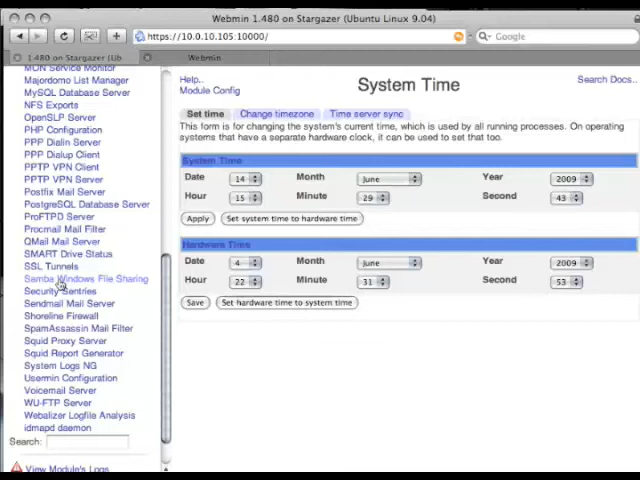 Webmin 1.480 on Stargazer (Ubuntu Linux 9.04)
https://10.0.10.105:10000/
Google
1.480 on Stargazer (Ub
Webmin
MON Service Monitor
Majordomo List Manager
MySQL Database Server
NFS Exports
OpenSLP Server
PHP Configuration
PPP Dialin Server
PPP Dialup Client
PPTP VPN Client
PPTP VPN Server
Postfix Mail Server
PostgreSQL Database Server
ProFTPD Server
Procmail Mail Filter
QMail Mail Server
SMART Drive Status
SSL Tunnels
Samba Windows File Sharing
Security Sentries
Sendmail Mail Server
Shoreline Firewall
SpamAssassin Mail Filter
Squid Proxy Server
Squid Report Generator
System Logs NG
Usermin Configuration
Voicemail Server
WU-FTP Server
Webalizer Logfile Analysis
idmapd daemon
Search:
View Module's Logs
Help..
Module Config
System Time
Search Docs..
Set time Change timezone Time server sync
This form is for changing the system's current time, which is used by all running processes. On operating
systems that have a separate hardware clock, it can be used to set that too.
System Time
Date 14 Month June Year 2009
Hour 15 Minute 29 Second 43
Apply Set system time to hardware time
Hardware Time
Date 4 Month June Year 2009
Hour 22 Minute 31 Second 53
Save Set hardware time to system time